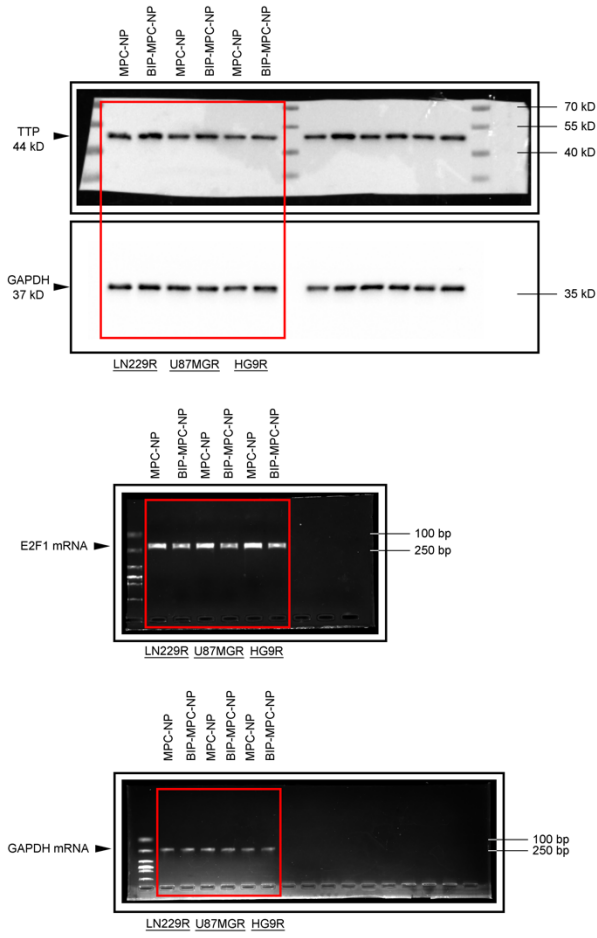 MPC-NP
BIP-MPC-NP
MPC-NP
BIP-MPC-NP
MPC-NP
BIP-MPC-NP
TTP
44 kD
70 kD
55 kD
40 kD
GAPDH
37 kD
35 kD
LN229R U87MGR HG9R
MPC-NP
BIP-MPC-NP
MPC-NP
BIP-MPC-NP
MPC-NP
BIP-MPC-NP
E2F1 mRNA
100 bp
250 bp
LN229R U87MGR HG9R
MPC-NP
BIP-MPC-NP
MPC-NP
BIP-MPC-NP
MPC-NP
BIP-MPC-NP
GAPDH mRNA
100 bp
250 bp
LN229R U87MGR HG9R